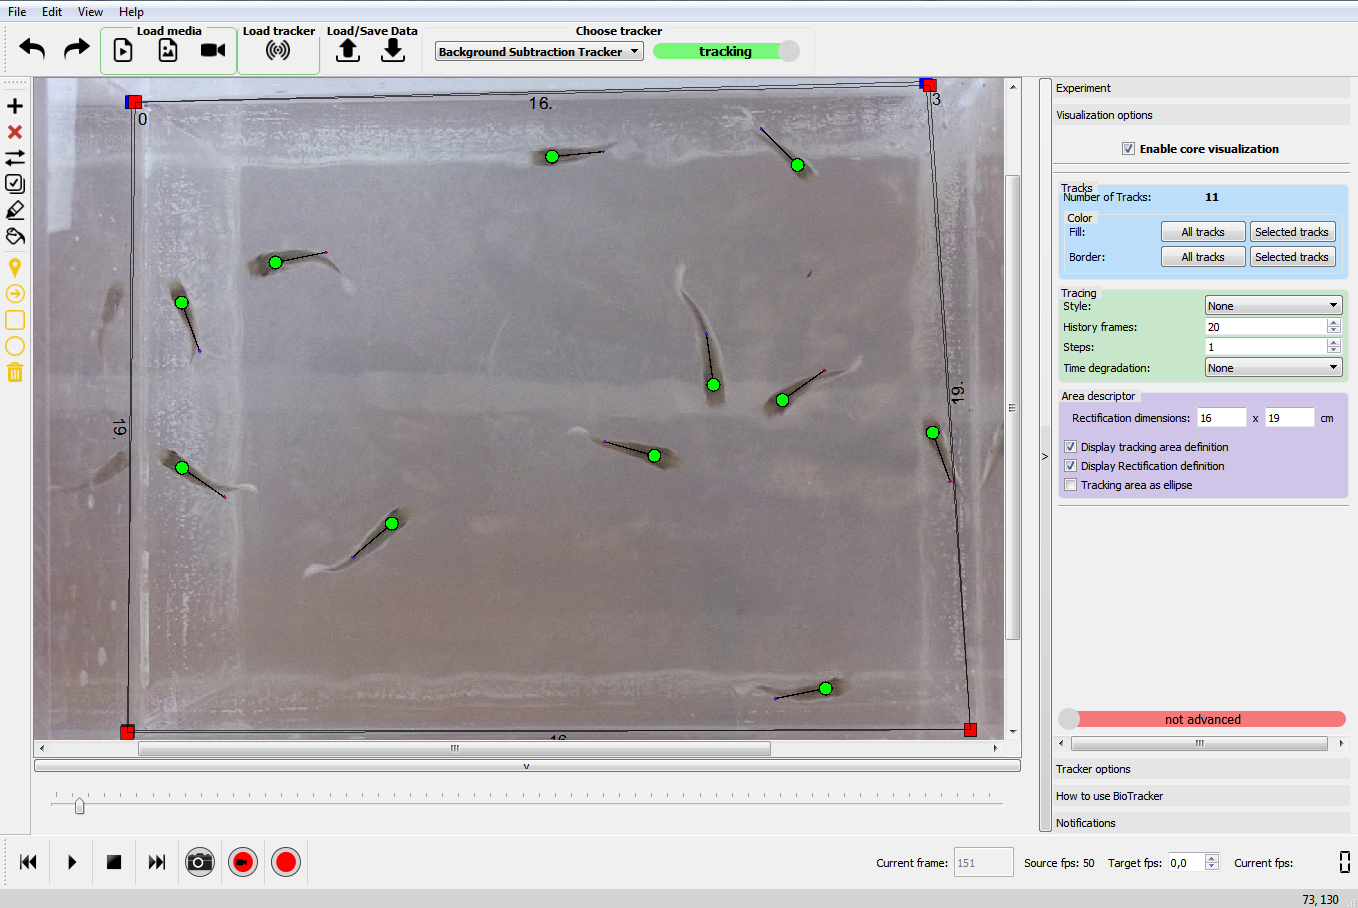 File Edit View Help
Load media
Load tracker
Load/Save Data
Choose tracker
Background Subtraction Tracker
tracking
0
16.
3
19.
19.
16
v
>
Experiment
Visualization options
Enable core visualization
Tracks
Number of Tracks: 11
Color
Fill: All tracks Selected tracks
Border: All tracks Selected tracks
Tracing
Style: None
History frames: 20
Steps: 1
Time degradation: None
Area descriptor
Rectification dimensions: 16 x 19 cm
Display tracking area definition
Display Rectification definition
Tracking area as ellipse
not advanced
Tracker options
How to use BioTracker
Notifications
Current frame: 151 Source fps: 50 Target fps: 0,0 Current fps: 0
73, 130